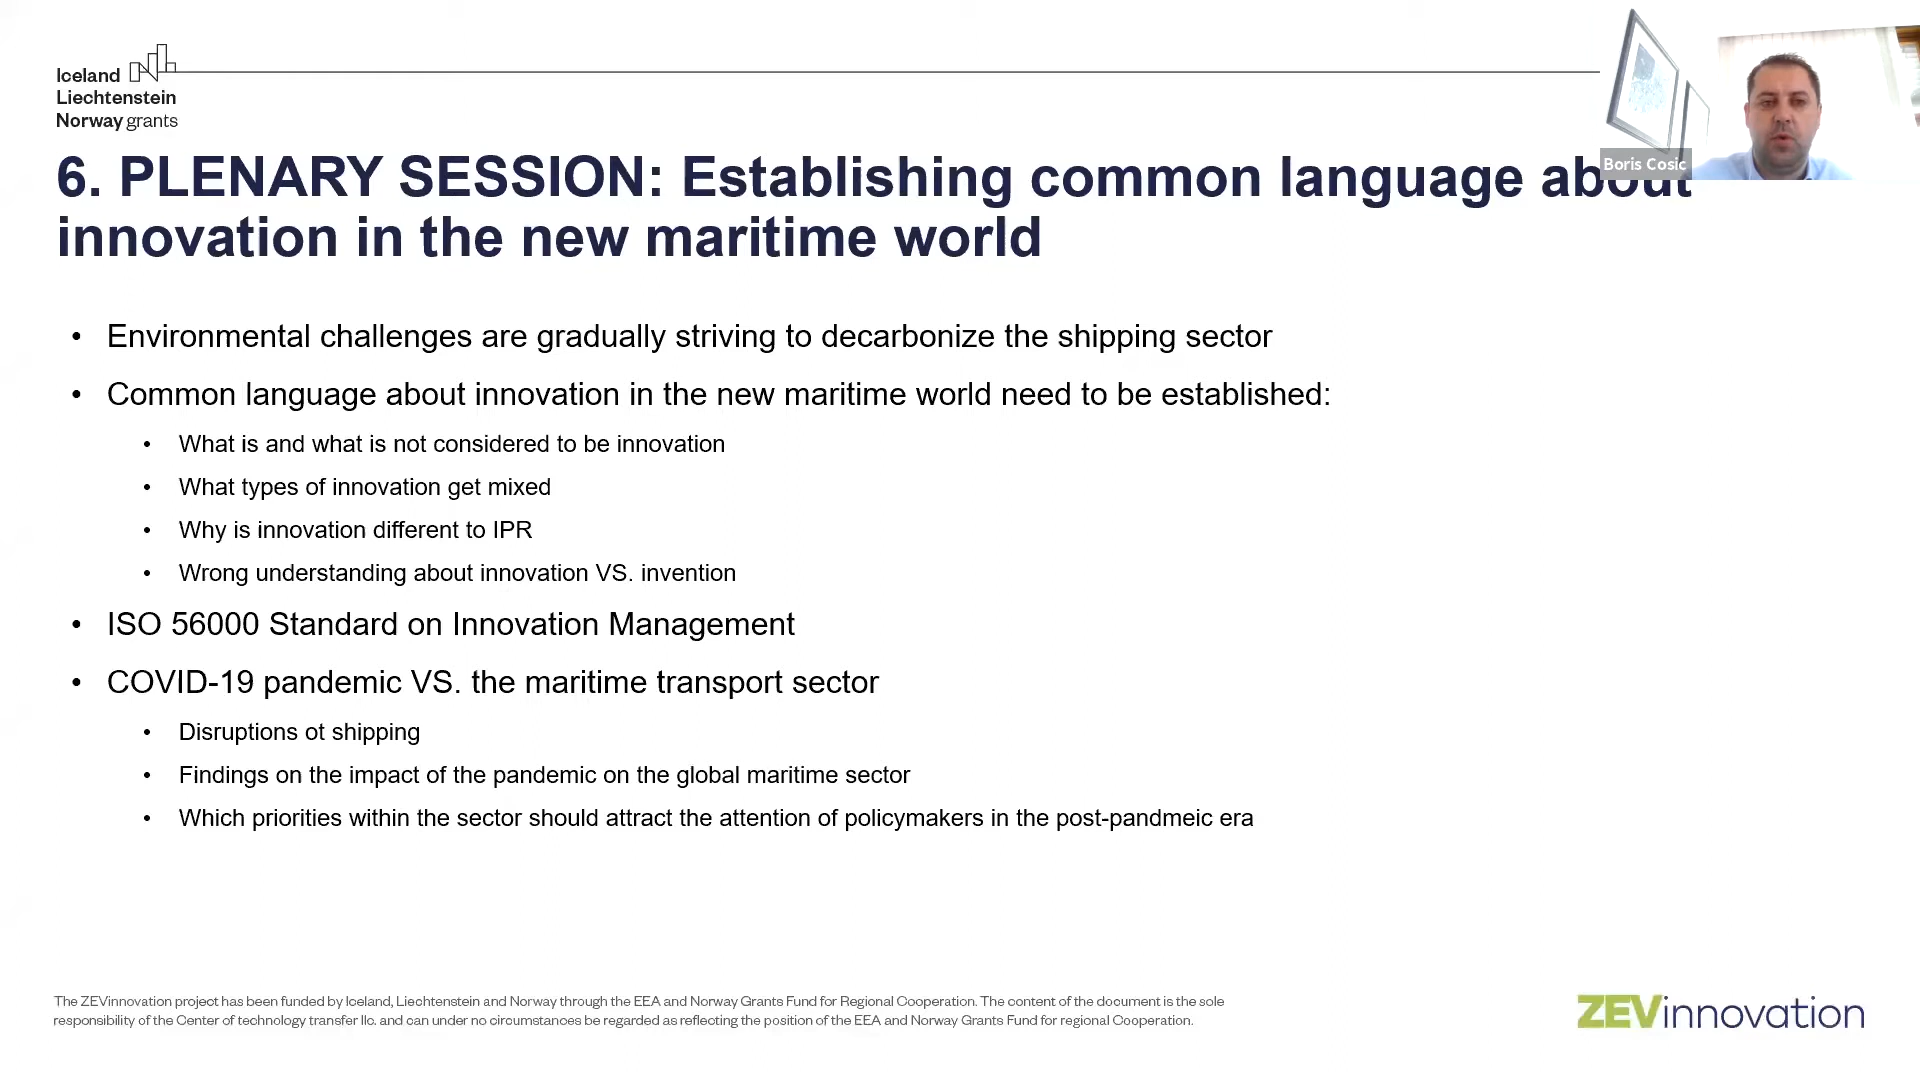 Iceland
Liechtenstein
Norway grants
Boris Cosic
6. PLENARY SESSION: Establishing common language about
innovation in the new maritime world
• Environmental challenges are gradually striving to decarbonize the shipping sector
• Common language about innovation in the new maritime world need to be established:
• What is and what is not considered to be innovation
• What types of innovation get mixed
• Why is innovation different to IPR
• Wrong understanding about innovation VS. invention
• ISO 56000 Standard on Innovation Management
• COVID-19 pandemic VS. the maritime transport sector
• Disruptions ot shipping
• Findings on the impact of the pandemic on the global maritime sector
• Which priorities within the sector should attract the attention of policymakers in the post-pandmeic era
The ZEVinnovation project has been funded by Iceland, Liechtenstein and Norway through the EEA and Norway Grants Fund for Regional Cooperation. The content of the document is the sole
responsibility of the Center of technology transfer llc. and can under no circumstances be regarded as reflecting the position of the EEA and Norway Grants Fund for regional Cooperation.
ZEVinnovation